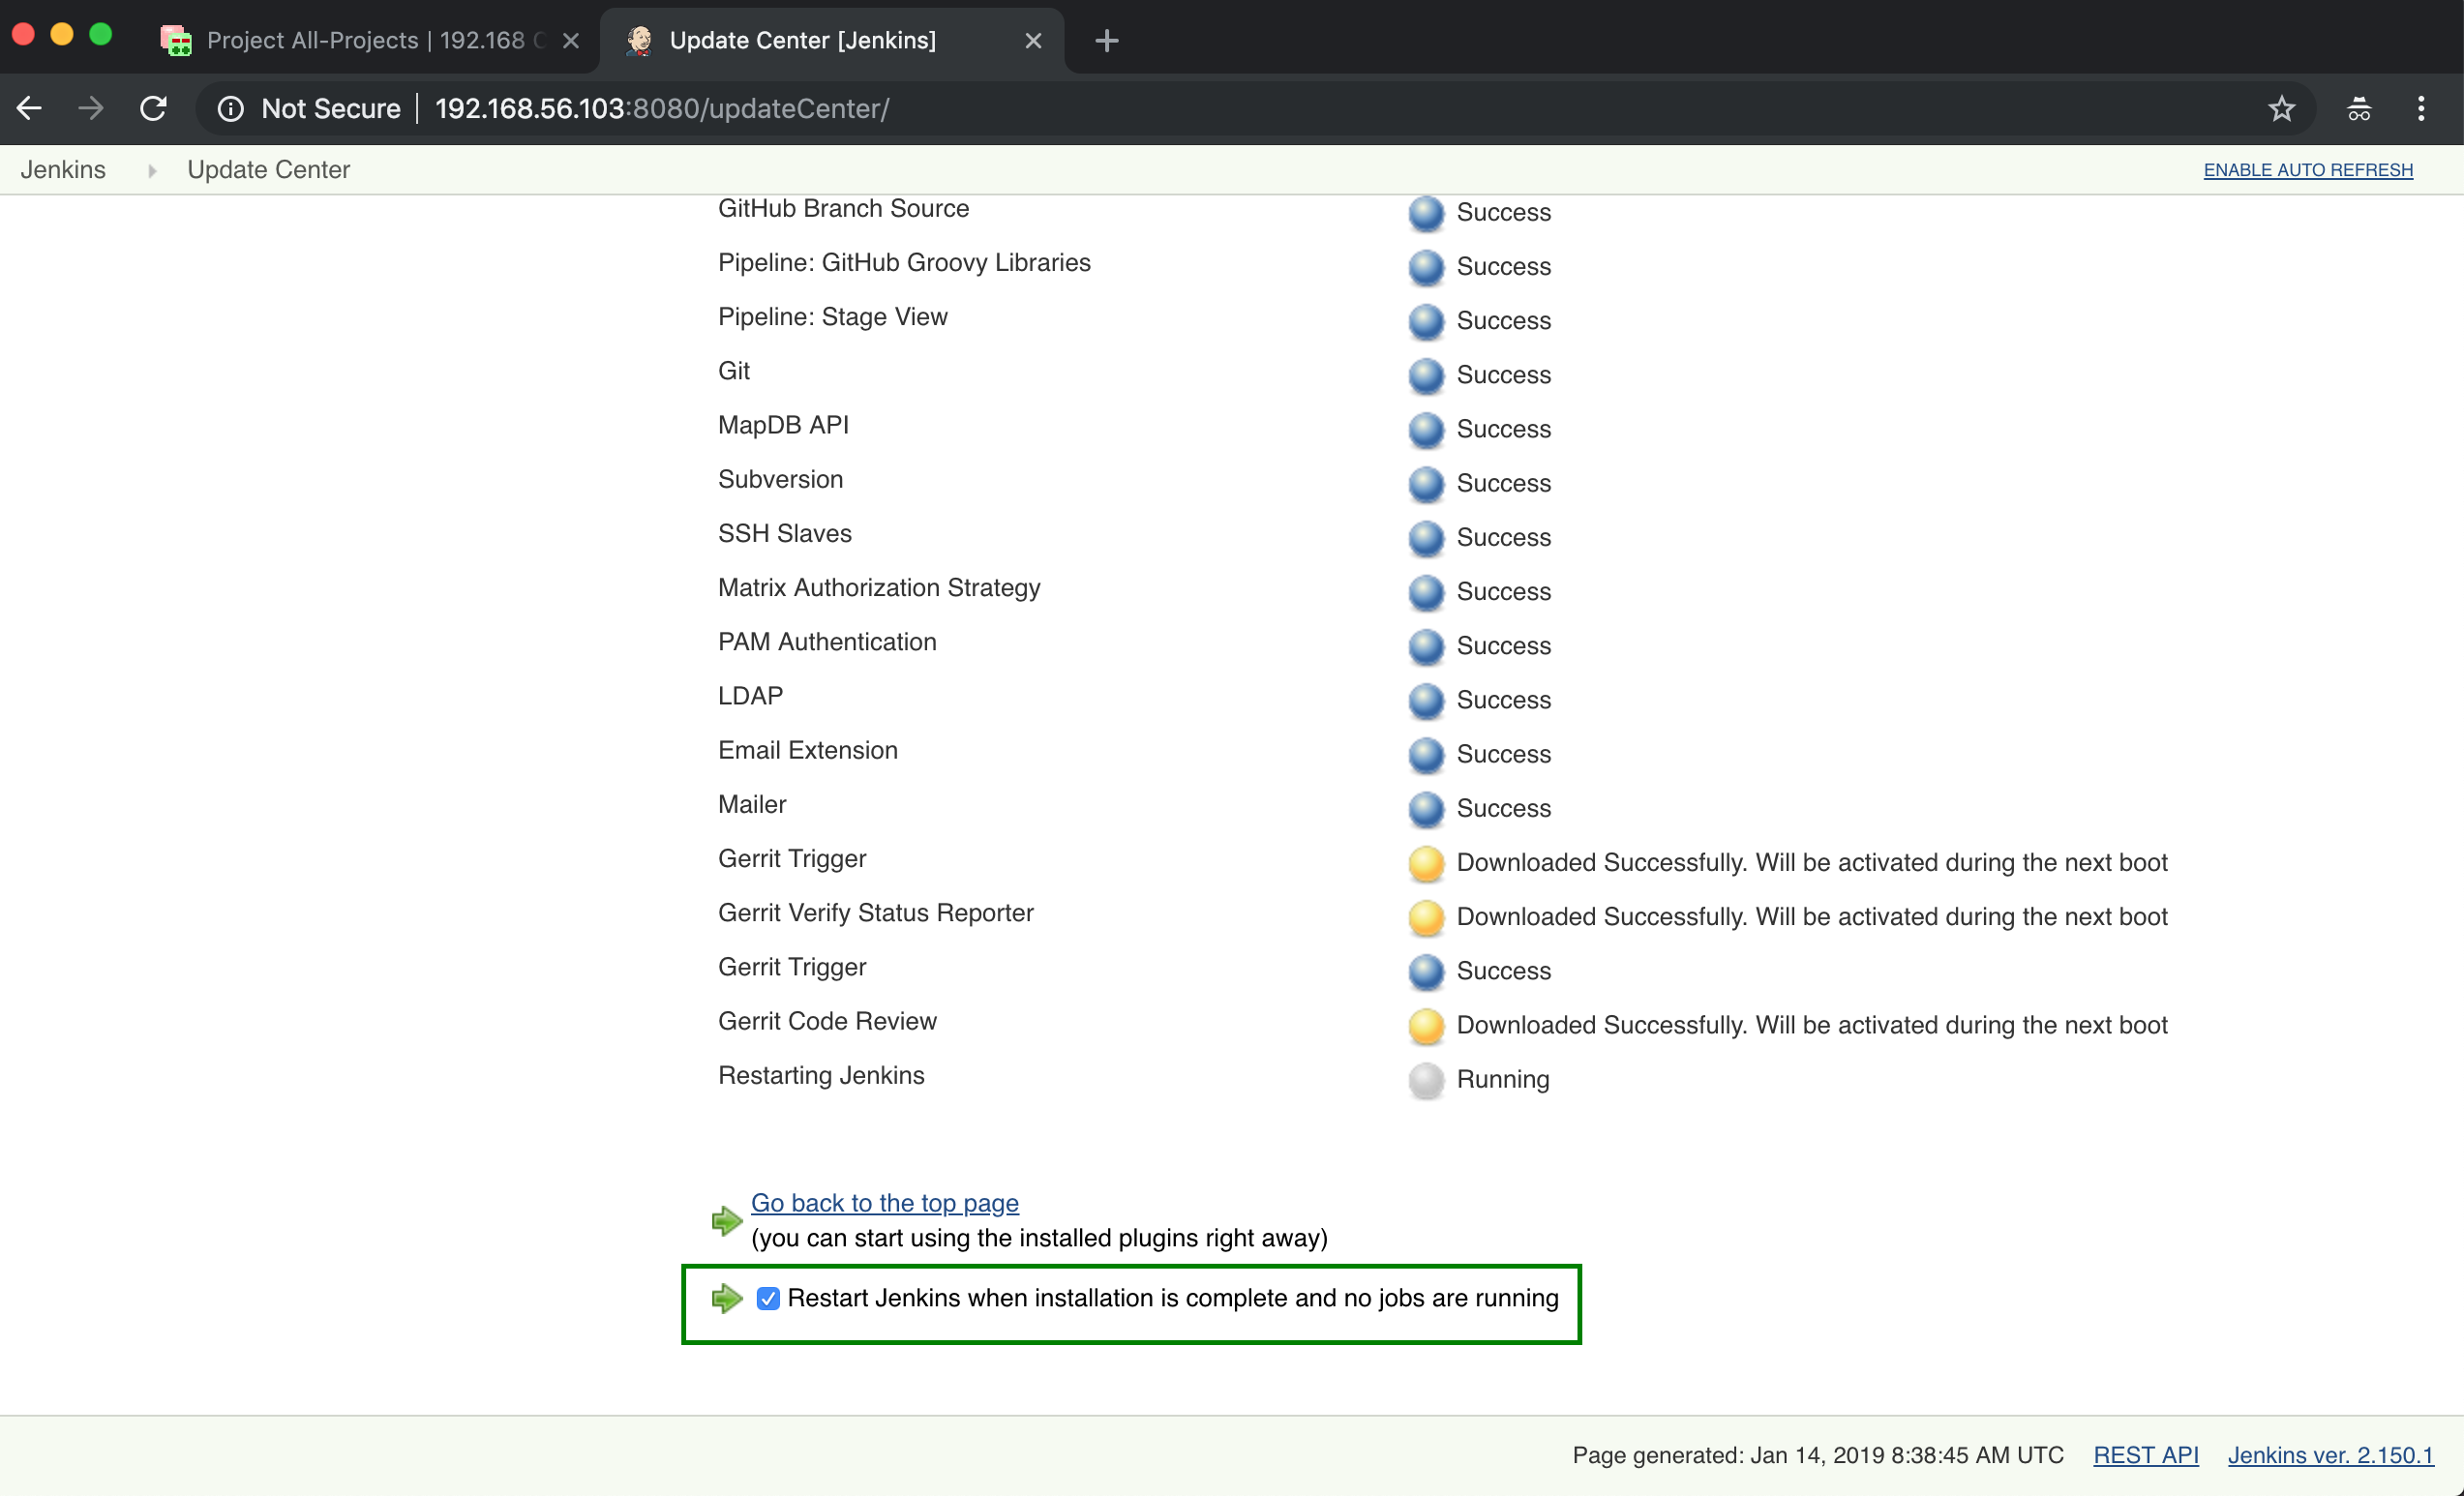 Project All-Projects | 192.168
Update Center [Jenkins]
Not Secure | 192.168.56.103:8080/updateCenter/
Jenkins Update Center ENABLE AUTO REFRESH
GitHub Branch Source Success
Pipeline: GitHub Groovy Libraries Success
Pipeline: Stage View Success
Git Success
MapDB API Success
Subversion Success
SSH Slaves Success
Matrix Authorization Strategy Success
PAM Authentication Success
LDAP Success
Email Extension Success
Mailer Success
Gerrit Trigger Downloaded Successfully. Will be activated during the next boot
Gerrit Verify Status Reporter Downloaded Successfully. Will be activated during the next boot
Gerrit Trigger Success
Gerrit Code Review Downloaded Successfully. Will be activated during the next boot
Restarting Jenkins Running
Go back to the top page
(you can start using the installed plugins right away)
Restart Jenkins when installation is complete and no jobs are running
Page generated: Jan 14, 2019 8:38:45 AM UTC REST API Jenkins ver. 2.150.1